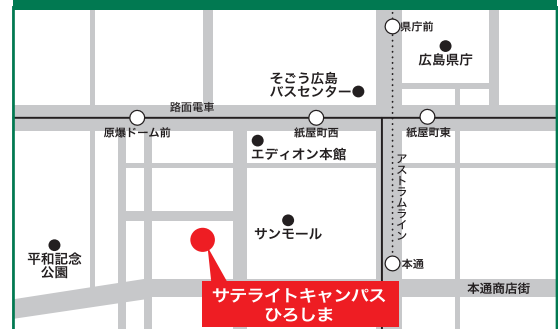 県庁前
広島県庁
そごう広島
バスセンター
路面電車
原爆ドーム前
紙屋町西
紙屋町東
エディオン本館
アストラムライン
サンモール
平和記念
公園
本通
本通商店街
サテライトキャンパス
ひろしま